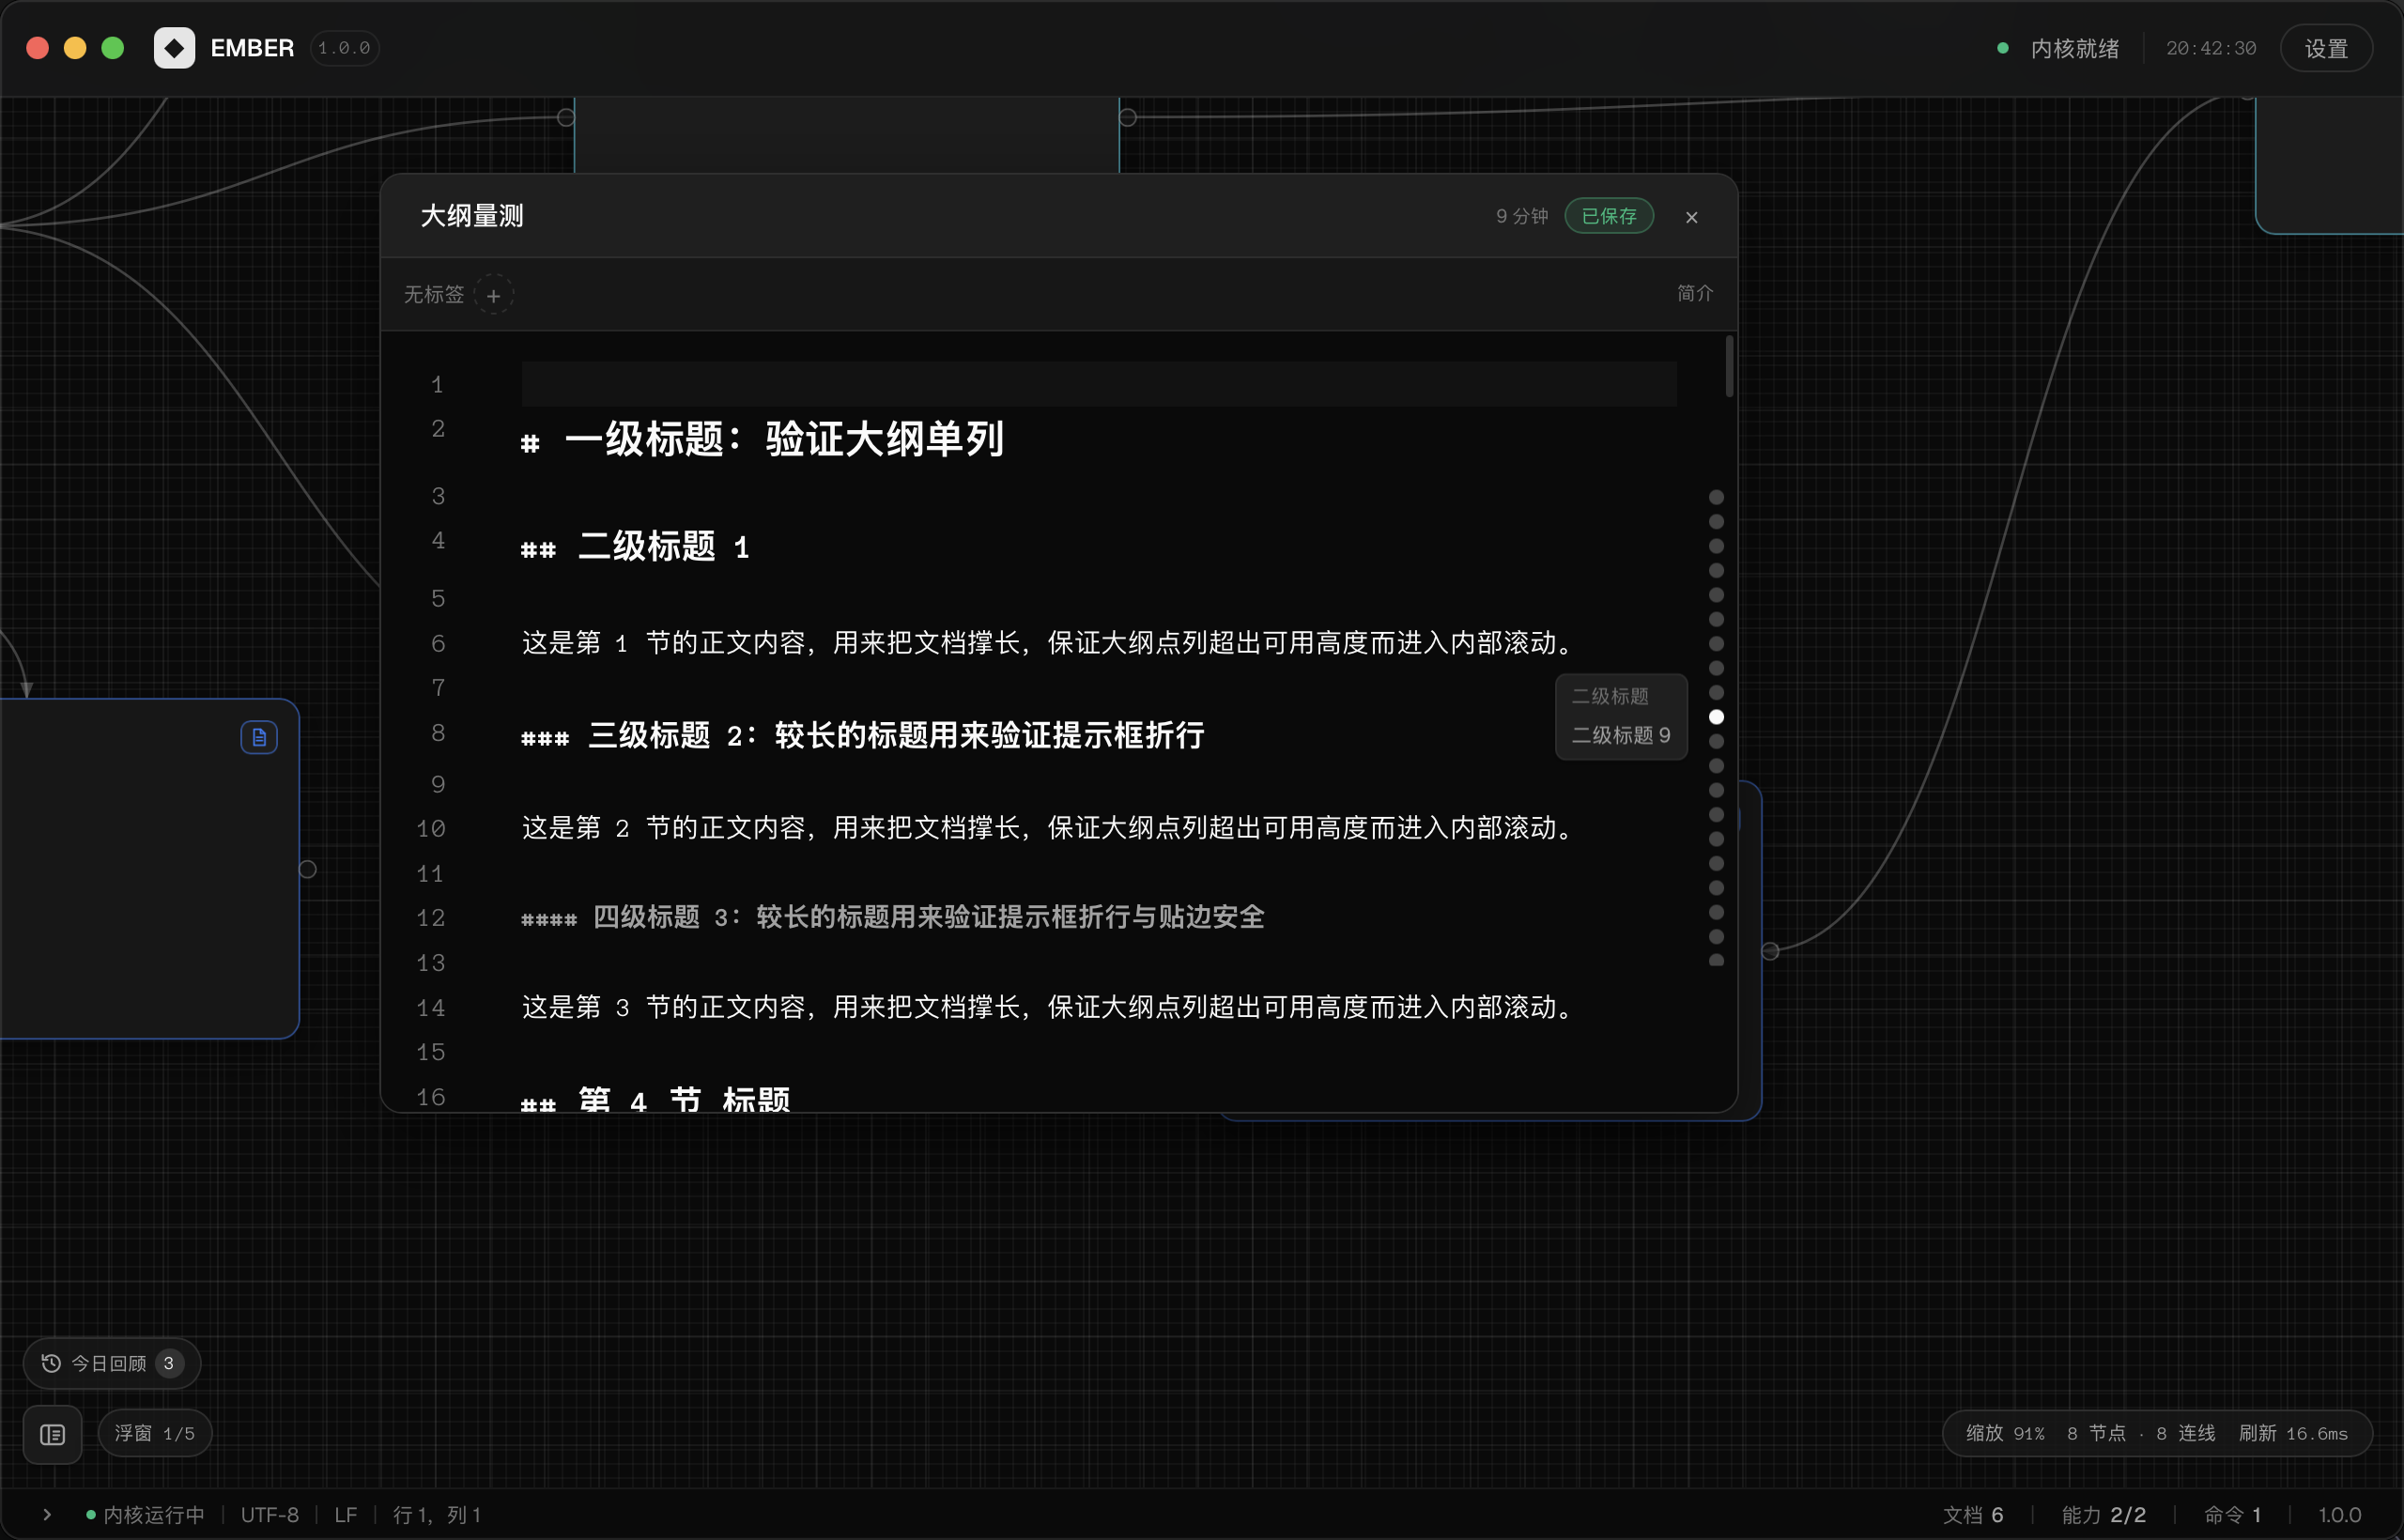 EMBER 1.0.0 内核就绪 20:42:30 设置
大纲量测 9 分钟 已保存 ×
无标签 + 简介
1
2 # 一级标题：验证大纲单列
3
4 ## 二级标题 1
5
6 这是第 1 节的正文内容，用来把文档撑长，保证大纲点列超出可用高度而进入内部滚动。
7
8 ### 三级标题 2：较长的标题用来验证提示框折行
9
10 这是第 2 节的正文内容，用来把文档撑长，保证大纲点列超出可用高度而进入内部滚动。
11
12 #### 四级标题 3：较长的标题用来验证提示框折行与贴边安全
13
14 这是第 3 节的正文内容，用来把文档撑长，保证大纲点列超出可用高度而进入内部滚动。
15
16 ## 第 4 节 标题
二级标题
二级标题 9
今日回顾 3
浮窗 1/5
缩放 91% 8 节点 · 8 连线 刷新 16.6ms
内核运行中 UTF-8 LF 行 1，列 1 文档 6 能力 2/2 命令 1 1.0.0